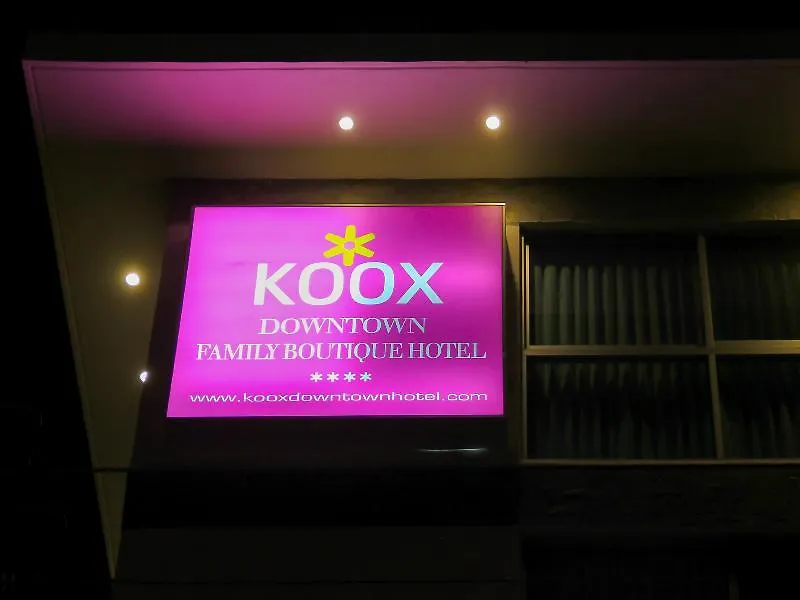 KOOX
DOWNTOWN
FAMILY BOUTIQUE HOTEL
****
www.kooxdowntownhotel.com